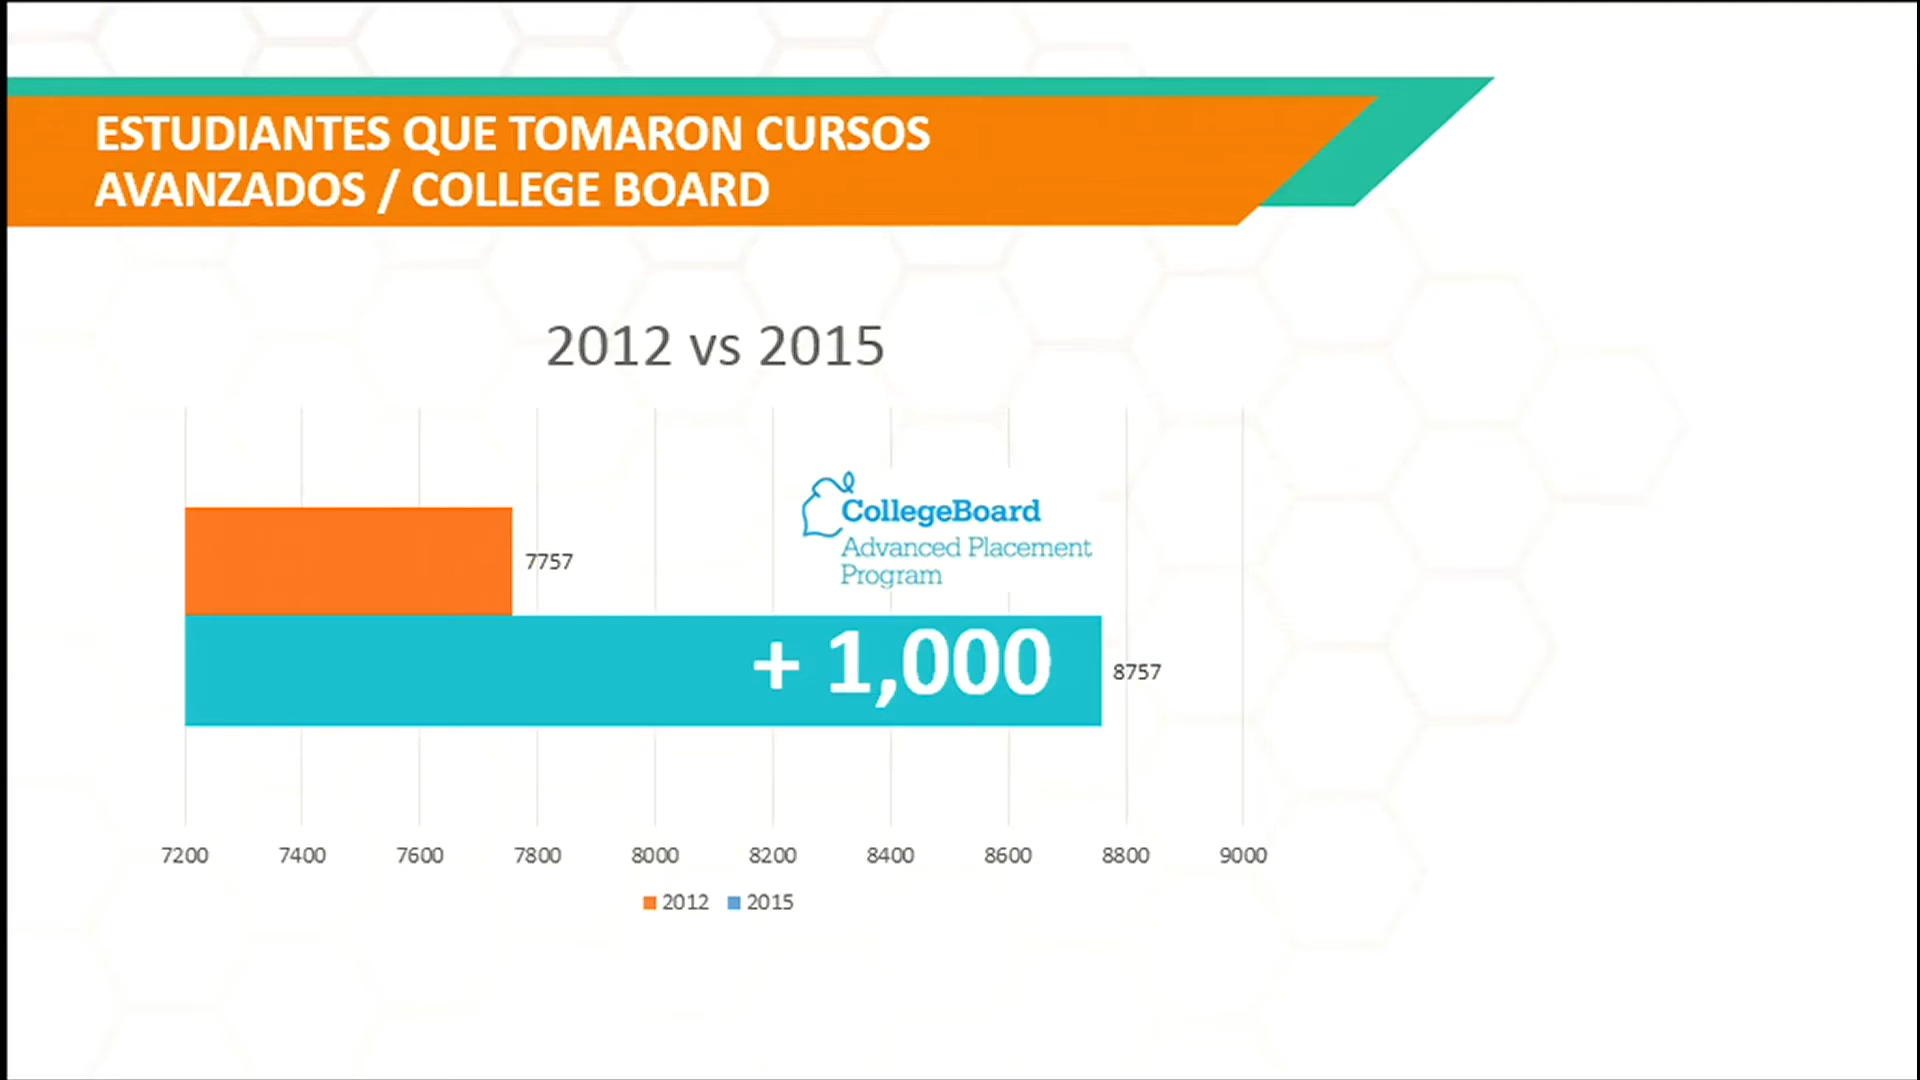 ESTUDIANTES QUE TOMARON CURSOS
AVANZADOS / COLLEGE BOARD
2012 vs 2015
CollegeBoard
Advanced Placement
Program
7757
+ 1,000
8757
7200 7400 7600 7800 8000 8200 8400 8600 8800 9000
2012 2015